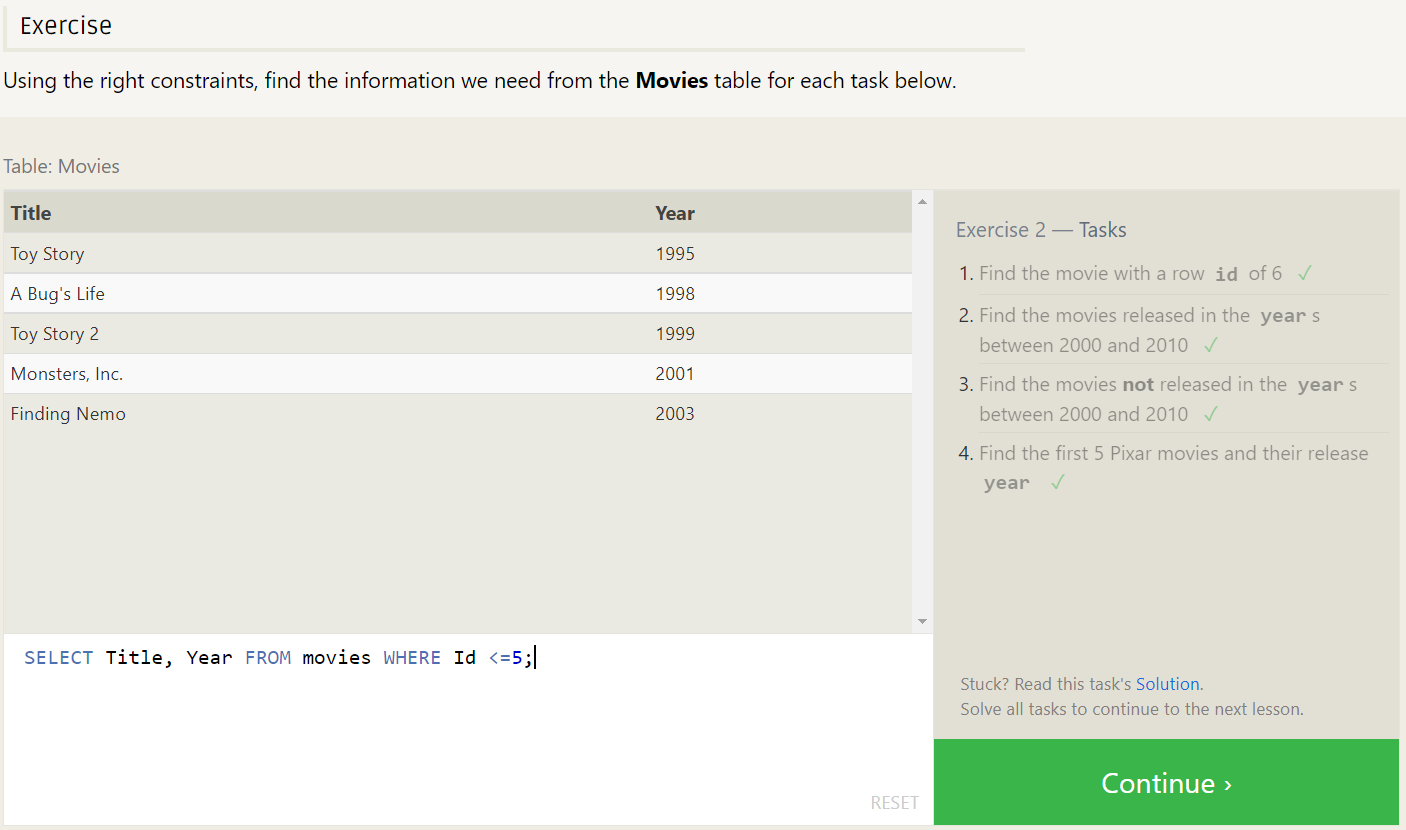 Exercise
Using the right constraints, find the information we need from the Movies table for each task below.
Table: Movies
Title Year
Toy Story 1995
A Bug's Life 1998
Toy Story 2 1999
Monsters, Inc. 2001
Finding Nemo 2003
SELECT Title, Year FROM movies WHERE Id <=5;
RESET
Exercise 2 — Tasks
1. Find the movie with a row id of 6 ✓
2. Find the movies released in the year s
between 2000 and 2010 ✓
3. Find the movies not released in the year s
between 2000 and 2010 ✓
4. Find the first 5 Pixar movies and their release
year ✓
Stuck? Read this task's Solution.
Solve all tasks to continue to the next lesson.
Continue ›